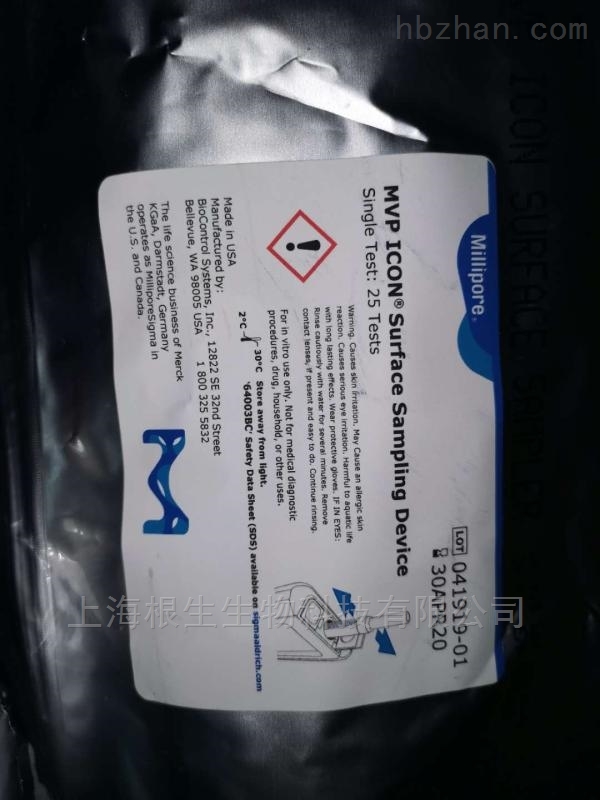 hbzhan.com
ICON SURFAC
Millipore®
MVP ICON® Surface Sampling Device
Single Test: 25 Tests
Warning. Causes skin irritation. May Cause an allergic skin
reaction. Causes serious eye irritation. Harmful to aquatic life
with long lasting effects. Wear protective gloves. IF IN EYES:
Rinse cautiously with water for several minutes. Remove
contact lenses, if present and easy to do. Continue rinsing.
LOT 041919-01
30APR20
For in vitro use only. Not for medical diagnostic
procedures, drug, household, or other uses.
2°C 30°C Store away from light.
'64003BC' Safety Data Sheet (SDS) available on sigmaaldrich.com
Made in USA
Manufactured by:
BioControl Systems, Inc., 12822 SE 32nd Street
Bellevue, WA 98005 USA 1 800 325 5832
The life science business of Merck
KGaA, Darmstadt, Germany
operates as MilliporeSigma in
the U.S. and Canada.
上海根生生物科技有限公司